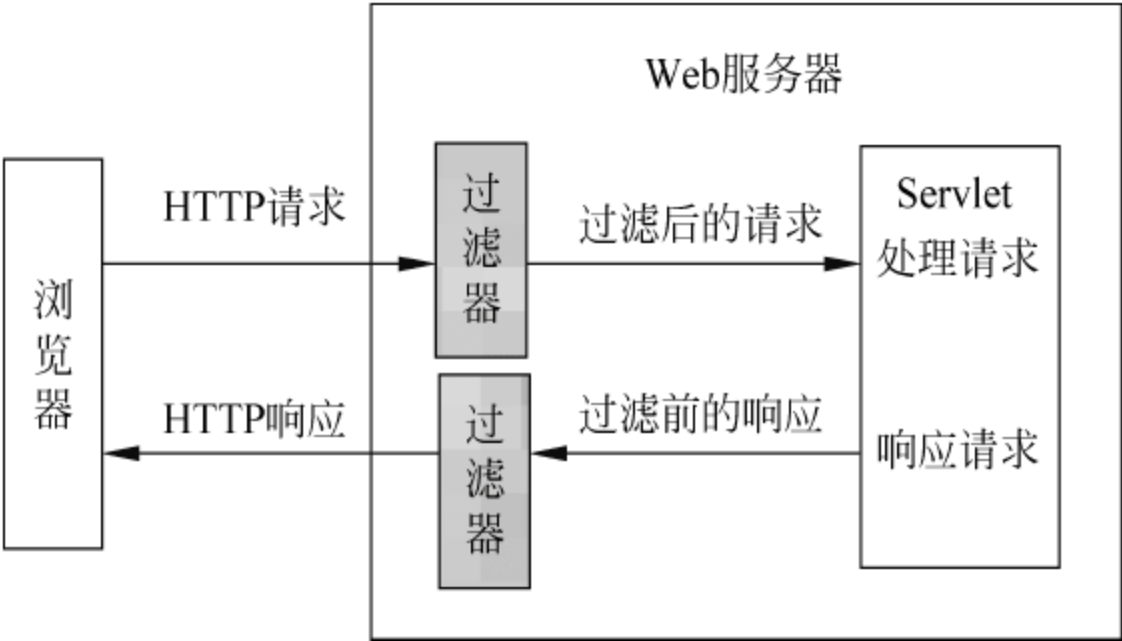 Web服务器
浏览器
HTTP请求
过滤器
过滤后的请求
Servlet
处理请求
HTTP响应
过滤器
过滤前的响应
响应请求